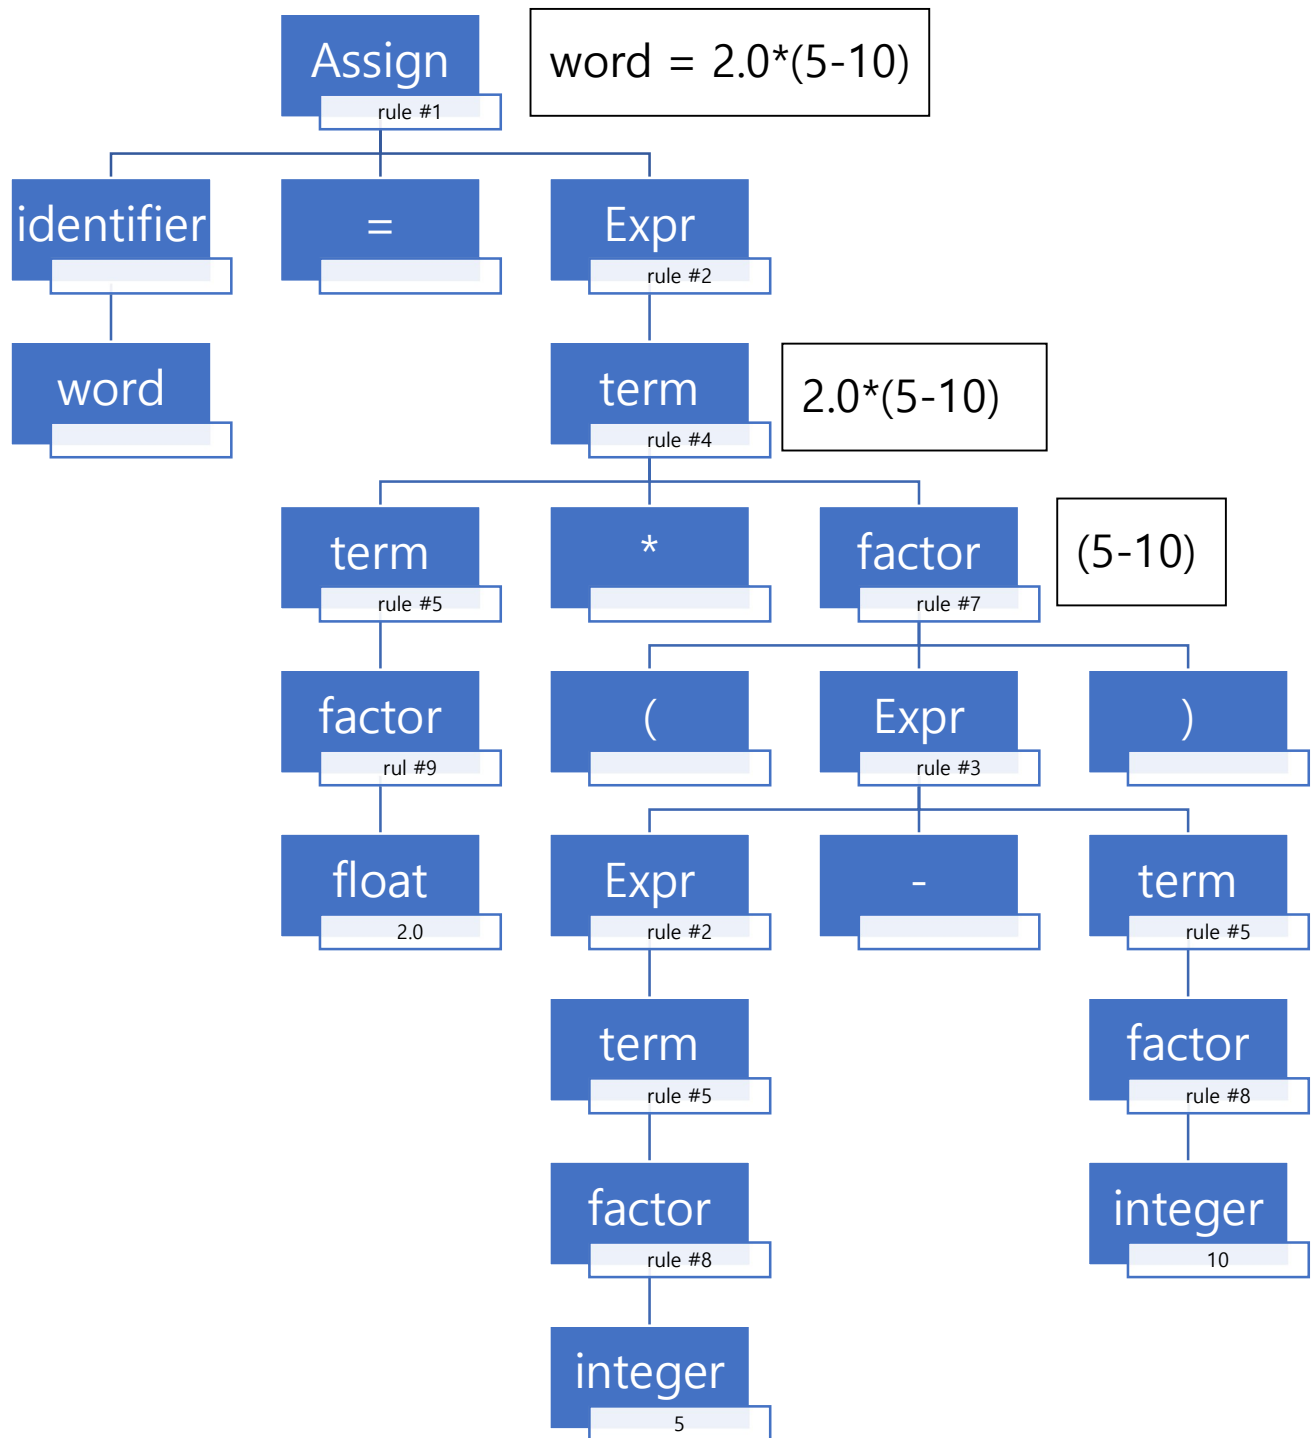 Assign
rule #1
word = 2.0*(5-10)
identifier
=
Expr
rule #2
word
term
rule #4
2.0*(5-10)
term
rule #5
*
factor
rule #7
(5-10)
factor
rul #9
(
Expr
rule #3
)
float
2.0
Expr
rule #2
-
term
rule #5
term
rule #5
factor
rule #8
factor
rule #8
integer
10
integer
5